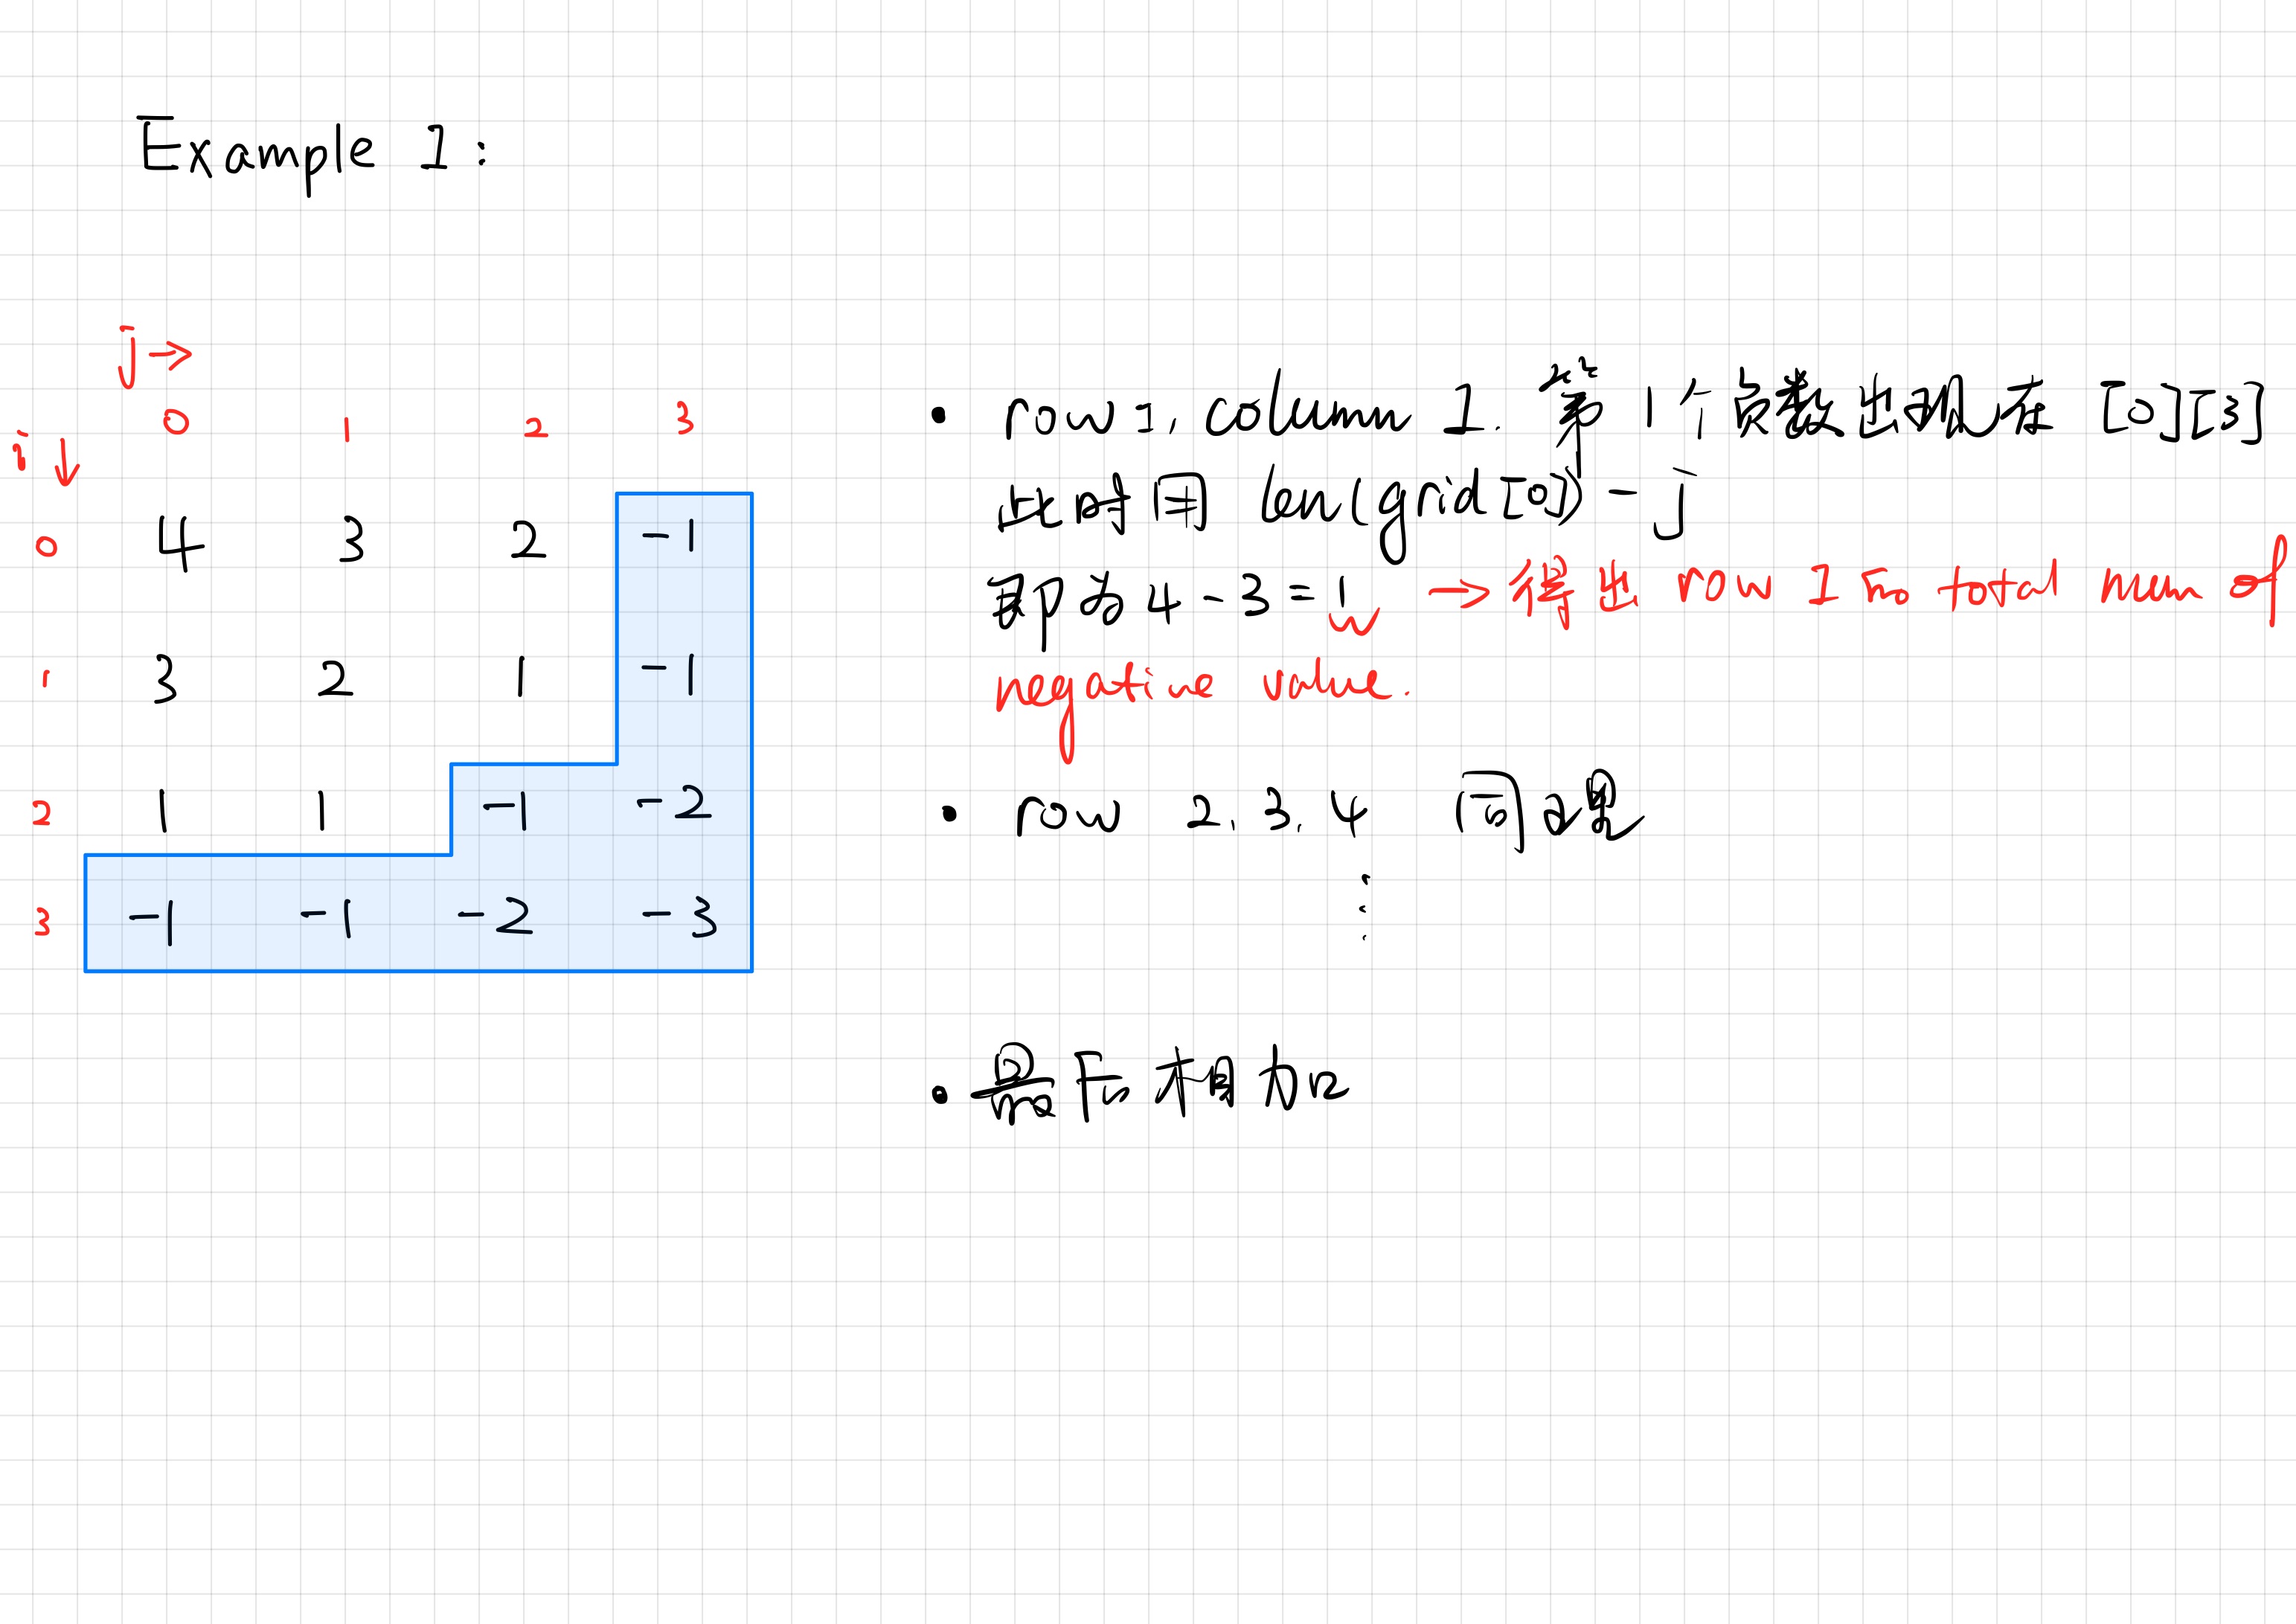 Example 1:
j →
0 1 2 3
i ↓
0 4 3 2 -1
1 3 2 1 -1
2 1 1 -1 -2
3 -1 -1 -2 -3
• row 1, column 1. 第1个负数出现在 [0][3]
此时用 len(grid[0]) - j
即为 4 - 3 = 1 → 得出 row 1 的 total num of
negative value.
• row 2, 3, 4 同理
⋮
• 最后相加